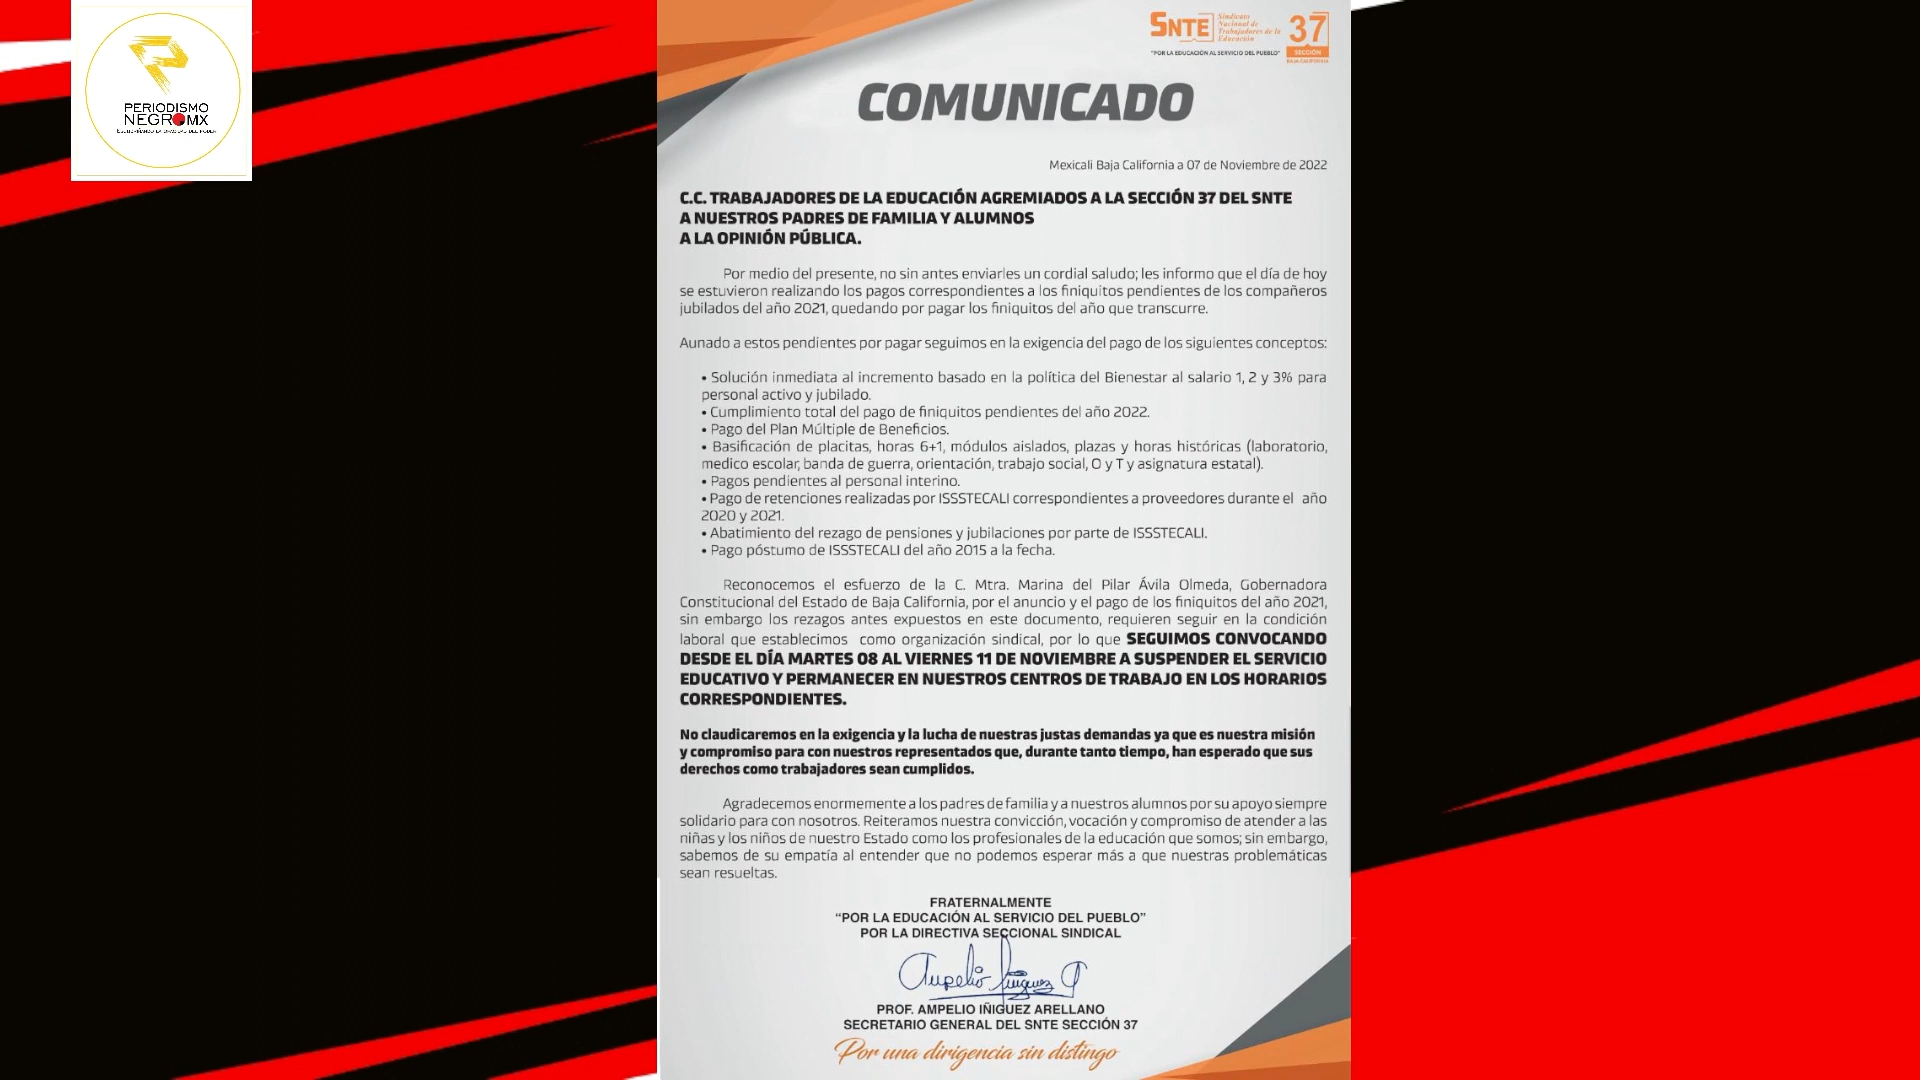 PERIODISMO
NEGRO MX
SNTE Sindicato Nacional de Trabajadores de la Educación 37
SECCIÓN
BAJA CALIFORNIA
"POR LA EDUCACIÓN AL SERVICIO DEL PUEBLO"
COMUNICADO
Mexicali Baja California a 07 de Noviembre de 2022
C.C. TRABAJADORES DE LA EDUCACIÓN AGREMIADOS A LA SECCIÓN 37 DEL SNTE
A NUESTROS PADRES DE FAMILIA Y ALUMNOS
A LA OPINIÓN PÚBLICA.
Por medio del presente, no sin antes enviarles un cordial saludo; les informo que el día de hoy
se estuvieron realizando los pagos correspondientes a los finiquitos pendientes de los compañeros
jubilados del año 2021, quedando por pagar los finiquitos del año que transcurre.
Aunado a estos pendientes por pagar seguimos en la exigencia del pago de los siguientes conceptos:
• Solución inmediata al incremento basado en la política del Bienestar al salario 1, 2 y 3% para
personal activo y jubilado.
• Cumplimiento total del pago de finiquitos pendientes del año 2022.
• Pago del Plan Múltiple de Beneficios.
• Basificación de placitas, horas 6+1, módulos aislados, plazas y horas históricas (laboratorio,
medico escolar, banda de guerra, orientación, trabajo social, O y T y asignatura estatal).
• Pagos pendientes al personal interino.
• Pago de retenciones realizadas por ISSSTECALI correspondientes a proveedores durante el año
2020 y 2021.
• Abatimiento del rezago de pensiones y jubilaciones por parte de ISSSTECALI.
• Pago póstumo de ISSSTECALI del año 2015 a la fecha.
Reconocemos el esfuerzo de la C. Mtra. Marina del Pilar Ávila Olmeda, Gobernadora
Constitucional del Estado de Baja California, por el anuncio y el pago de los finiquitos del año 2021,
sin embargo los rezagos antes expuestos en este documento, requieren seguir en la condición
laboral que establecimos como organización sindical, por lo que SEGUIMOS CONVOCANDO
DESDE EL DÍA MARTES 08 AL VIERNES 11 DE NOVIEMBRE A SUSPENDER EL SERVICIO
EDUCATIVO Y PERMANECER EN NUESTROS CENTROS DE TRABAJO EN LOS HORARIOS
CORRESPONDIENTES.
No claudicaremos en la exigencia y la lucha de nuestras justas demandas ya que es nuestra misión
y compromiso para con nuestros representados que, durante tanto tiempo, han esperado que sus
derechos como trabajadores sean cumplidos.
Agradecemos enormemente a los padres de familia y a nuestros alumnos por su apoyo siempre
solidario para con nosotros. Reiteramos nuestra convicción, vocación y compromiso de atender a las
niñas y los niños de nuestro Estado como los profesionales de la educación que somos; sin embargo,
sabemos de su empatía al entender que no podemos esperar más a que nuestras problemáticas
sean resueltas.
FRATERNALMENTE
"POR LA EDUCACIÓN AL SERVICIO DEL PUEBLO"
POR LA DIRECTIVA SECCIONAL SINDICAL
Ampelio Iñiguez A
PROF. AMPELIO IÑIGUEZ ARELLANO
SECRETARIO GENERAL DEL SNTE SECCIÓN 37
Por una dirigencia sin distingo